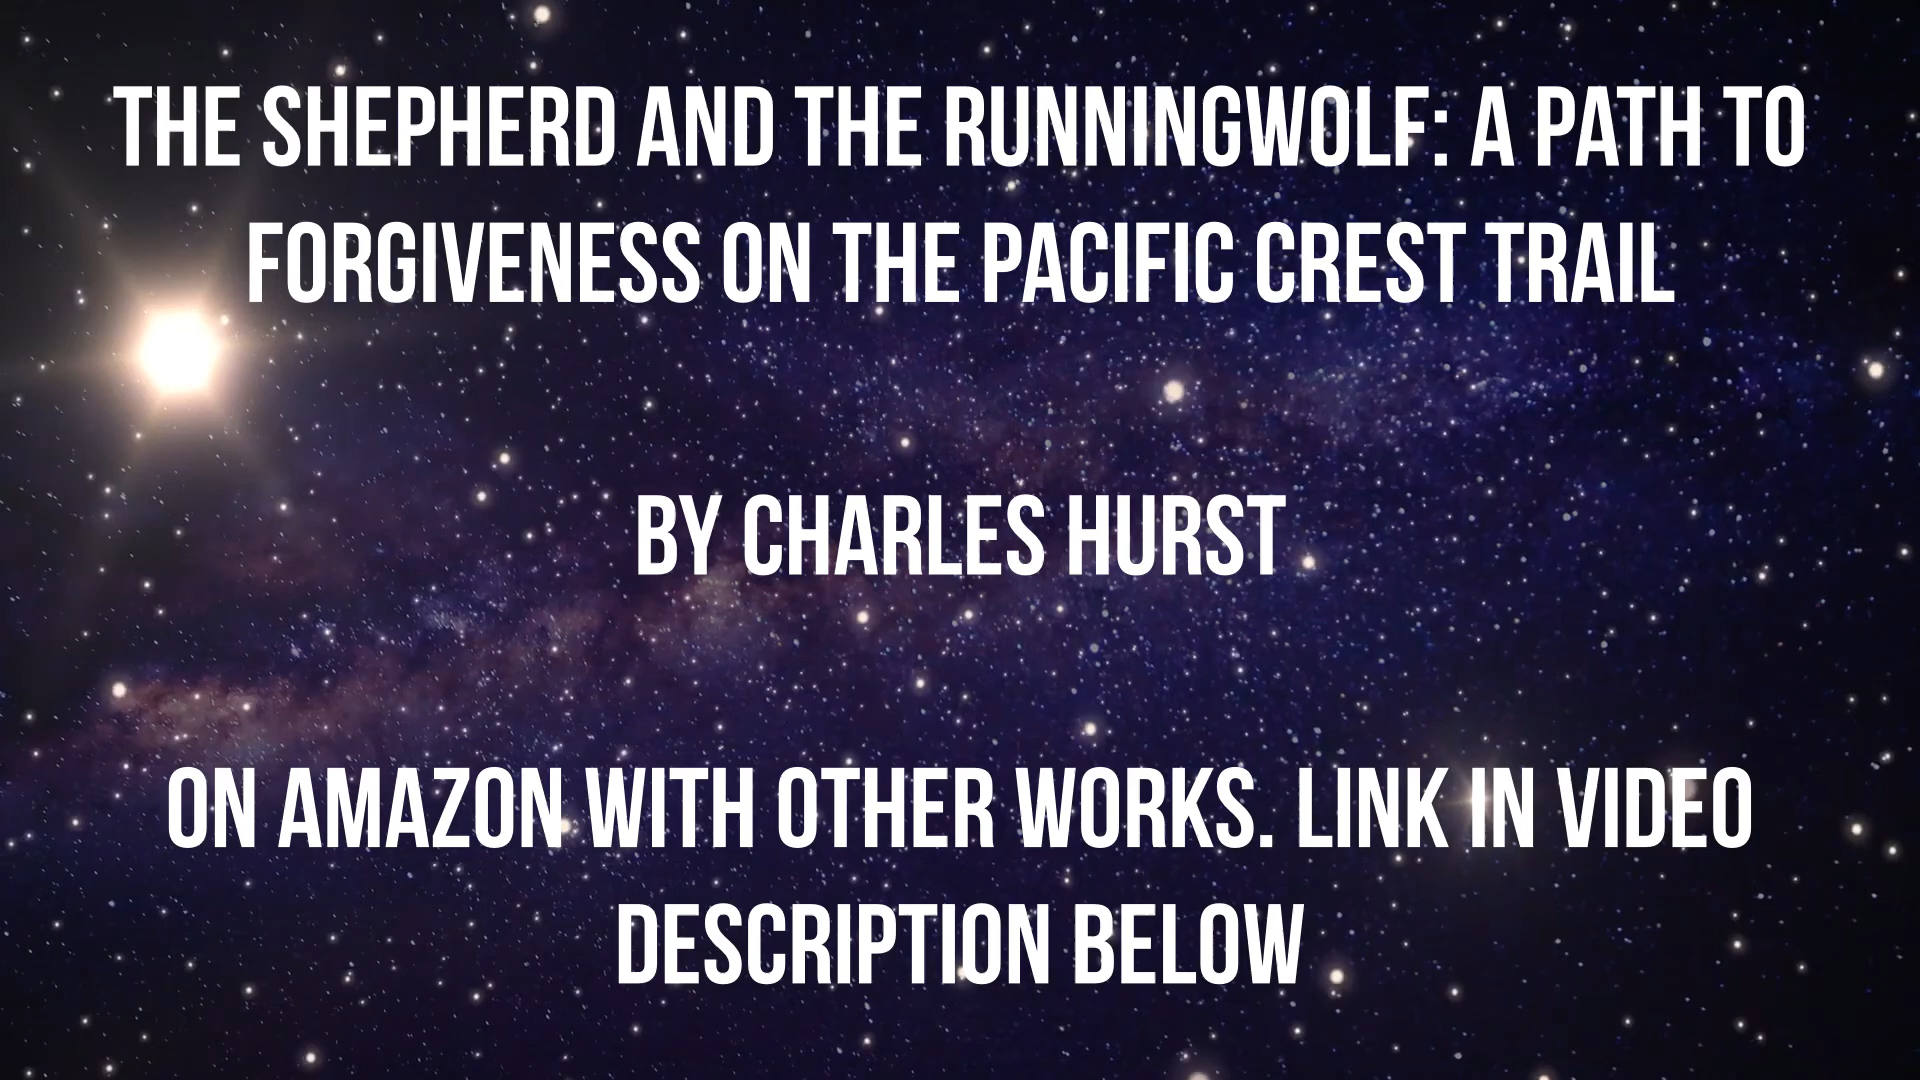 THE SHEPHERD AND THE RUNNINGWOLF: A PATH TO
FORGIVENESS ON THE PACIFIC CREST TRAIL
BY CHARLES HURST
ON AMAZON WITH OTHER WORKS. LINK IN VIDEO
DESCRIPTION BELOW